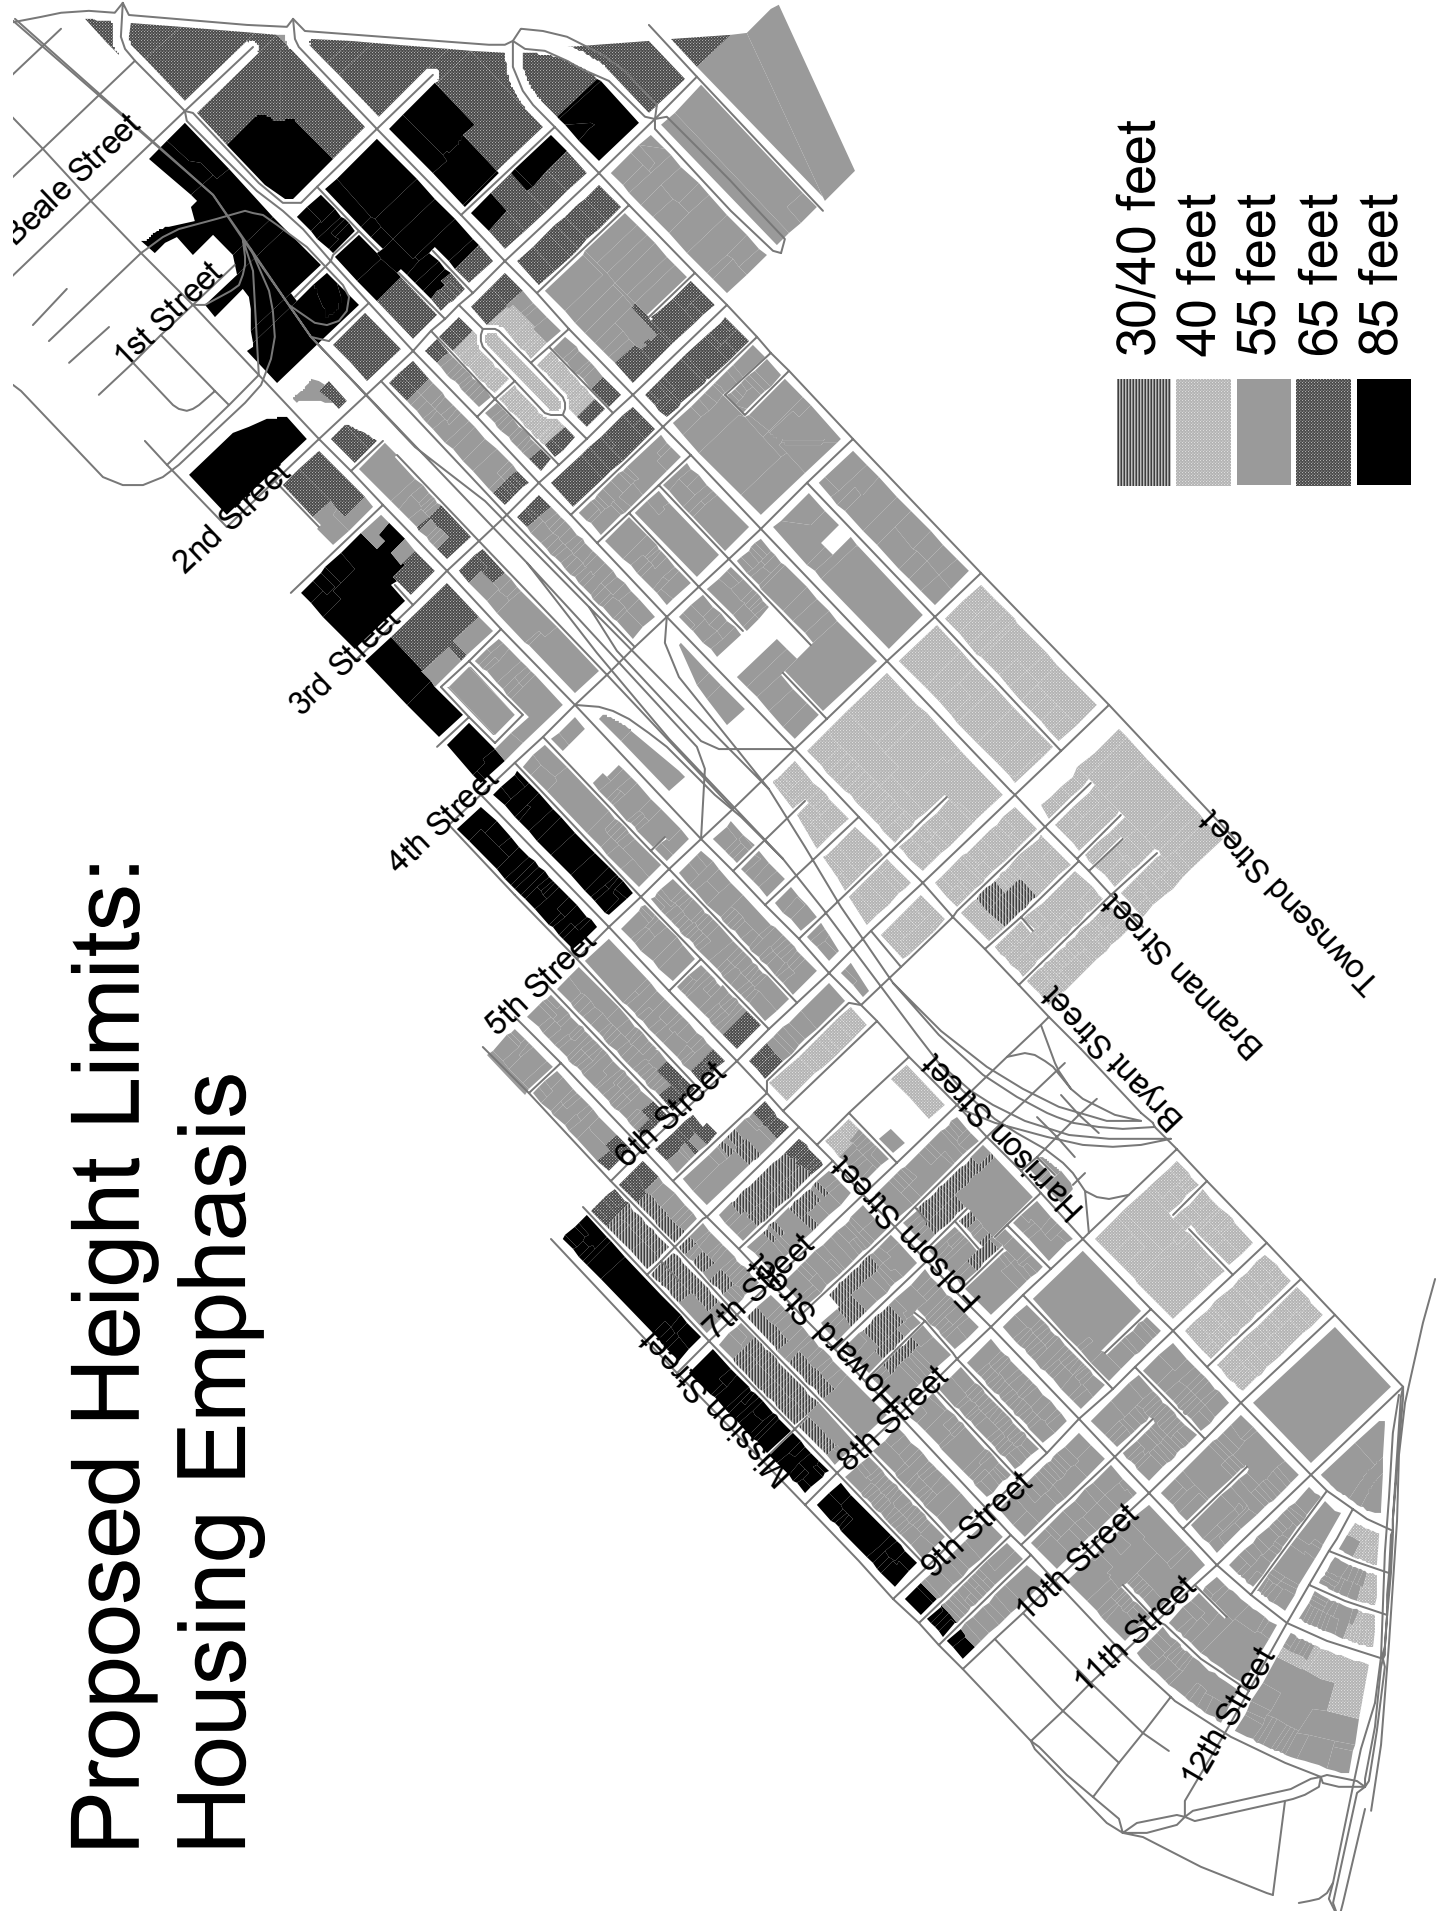 Proposed Height Limits:
Housing Emphasis
Beale Street
1st Street
2nd Street
3rd Street
4th Street
5th Street
6th Street
7th Street
8th Street
9th Street
10th Street
11th Street
12th Street
Mission Street
Howard Street
Folsom Street
Harrison Street
Bryant Street
Brannan Street
Townsend Street
30/40 feet
40 feet
55 feet
65 feet
85 feet